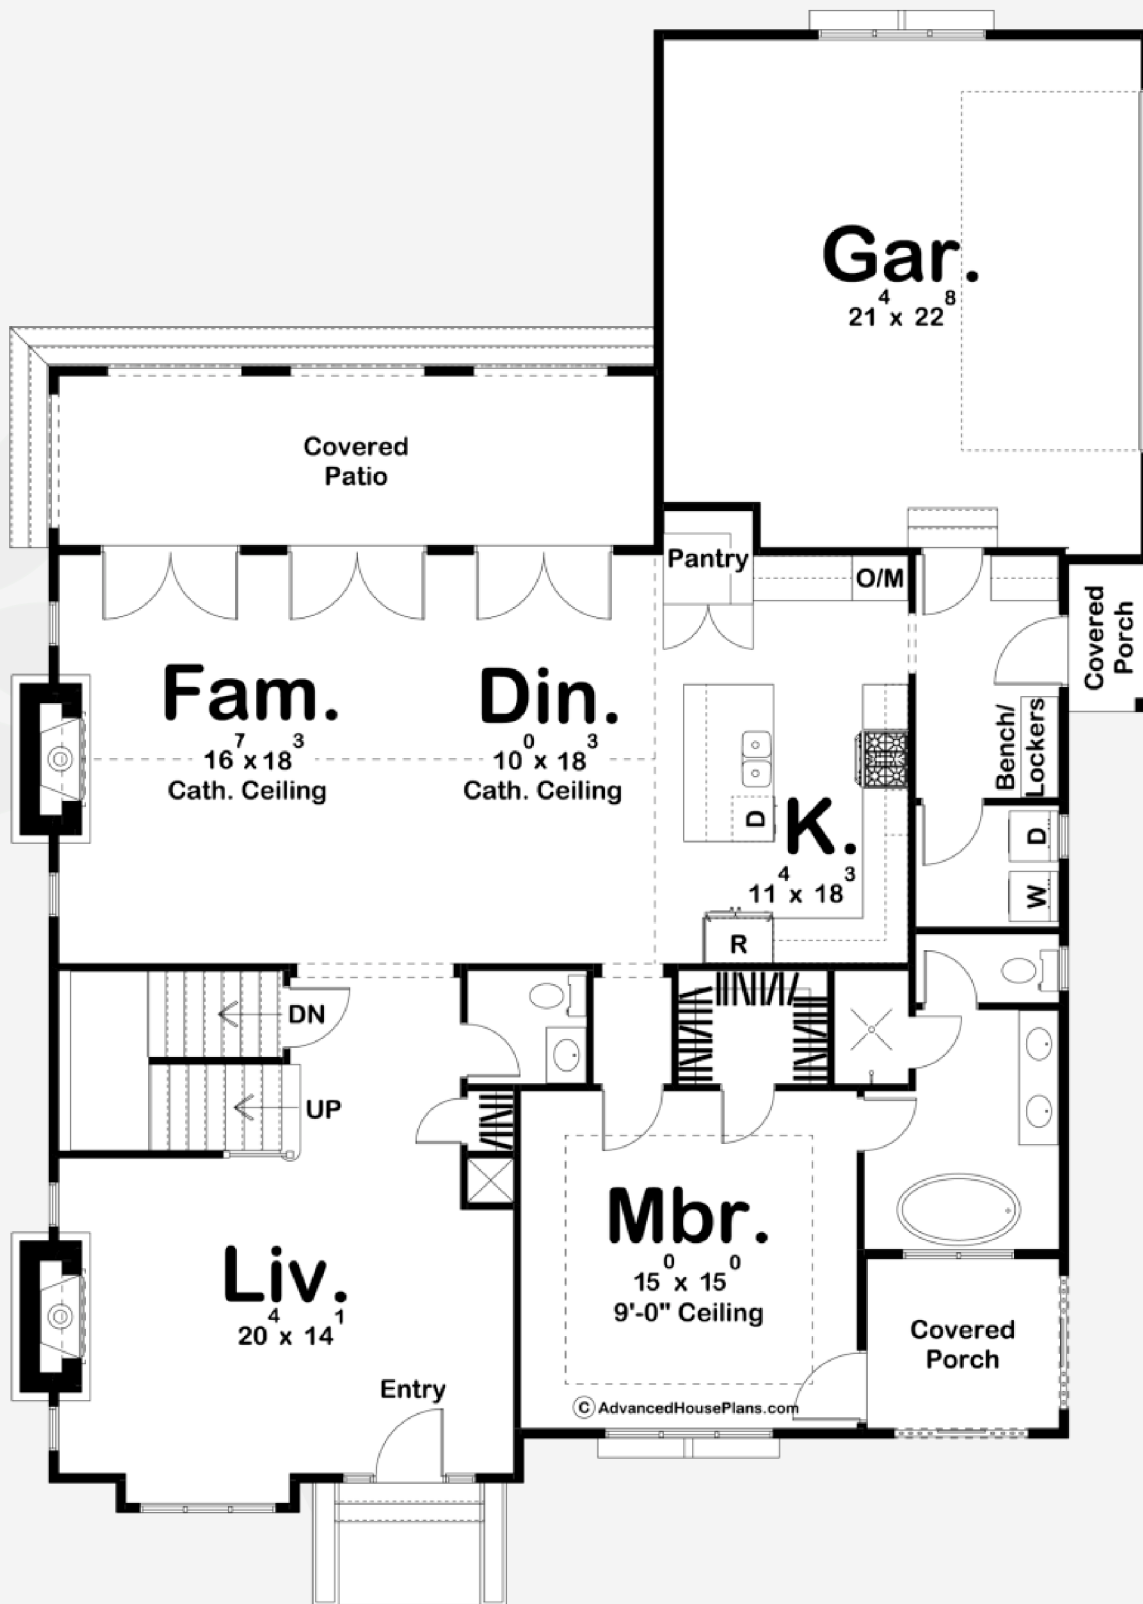 Gar.
21⁴ x 22⁸
Covered
Patio
Pantry
O/M
Covered
Porch
Fam.
16⁷ x 18³
Cath. Ceiling
Din.
10⁰ x 18³
Cath. Ceiling
Bench/
Lockers
D
K.
11⁴ x 18³
D
W
R
DN
UP
Mbr.
15⁰ x 15⁰
9'-0" Ceiling
Liv.
20⁴ x 14¹
Covered
Porch
Entry
© AdvancedHousePlans.com